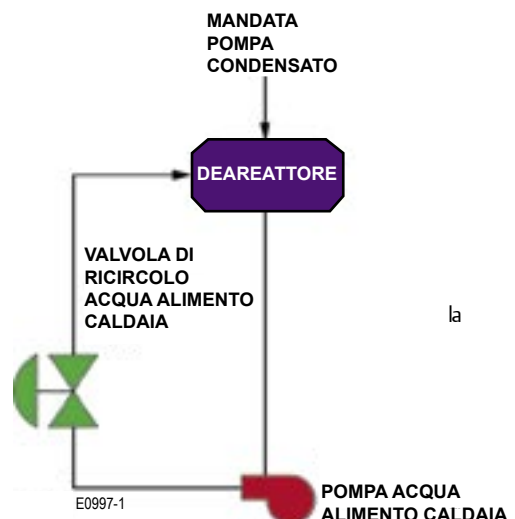 MANDATA
POMPA
CONDENSATO
DEAREATTORE
VALVOLA DI
RICIRCOLO
ACQUA ALIMENTO
CALDAIA
la
E0997-1
POMPA ACQUA
ALIMENTO CALDAIA